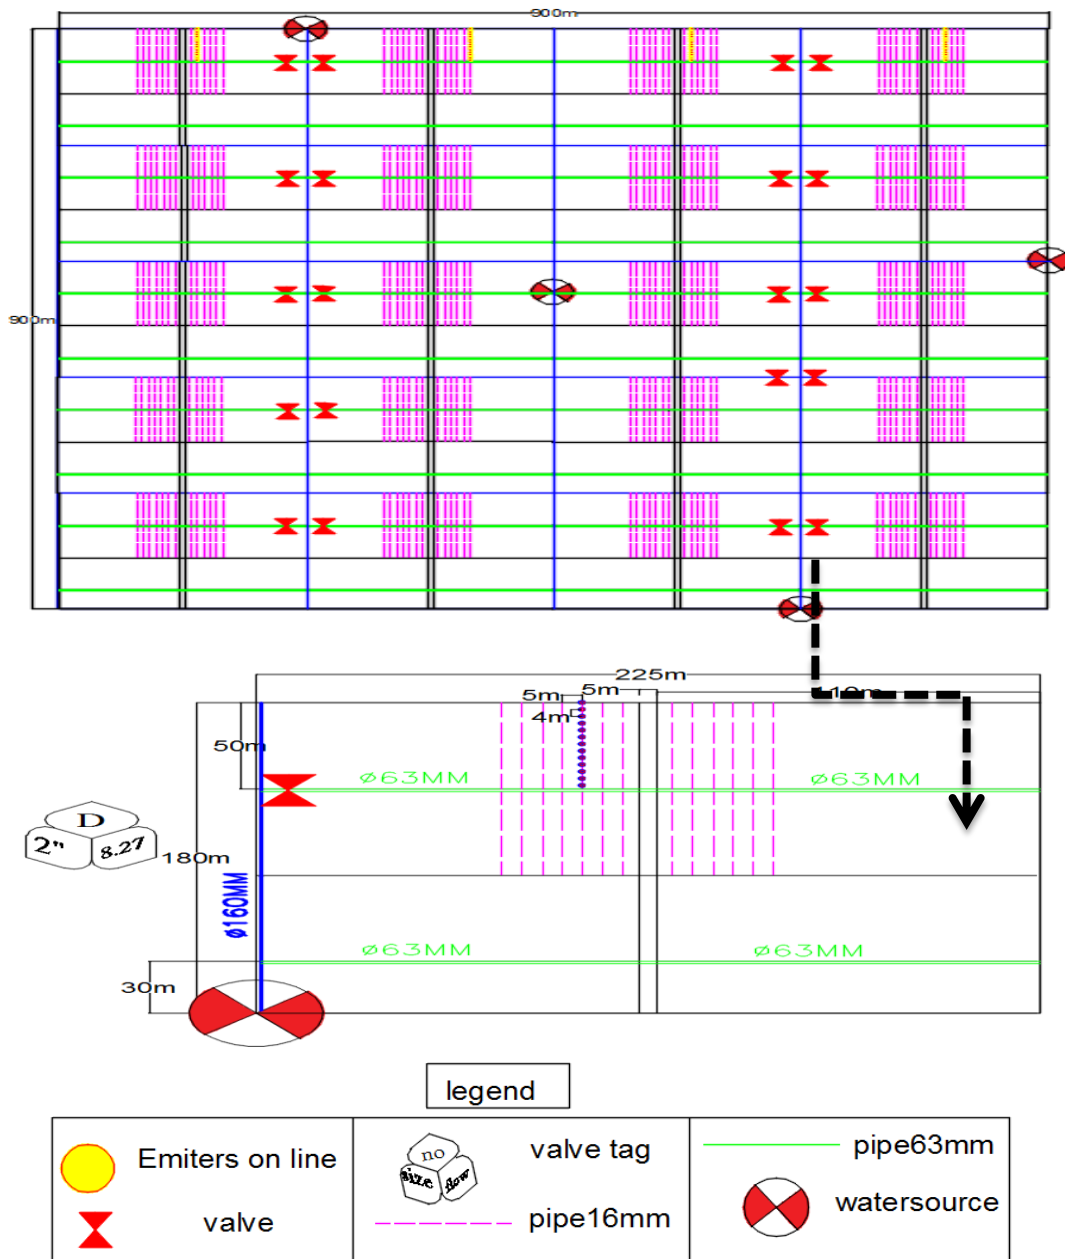 900m
900m
225m
5m
5m
110m
4m
50m
ø63MM
ø63MM
D
2"
8.27
180m
ø160MM
ø63MM
ø63MM
30m
legend
Emiters on line
no
size
flow
valve tag
pipe63mm
valve
pipe16mm
watersource